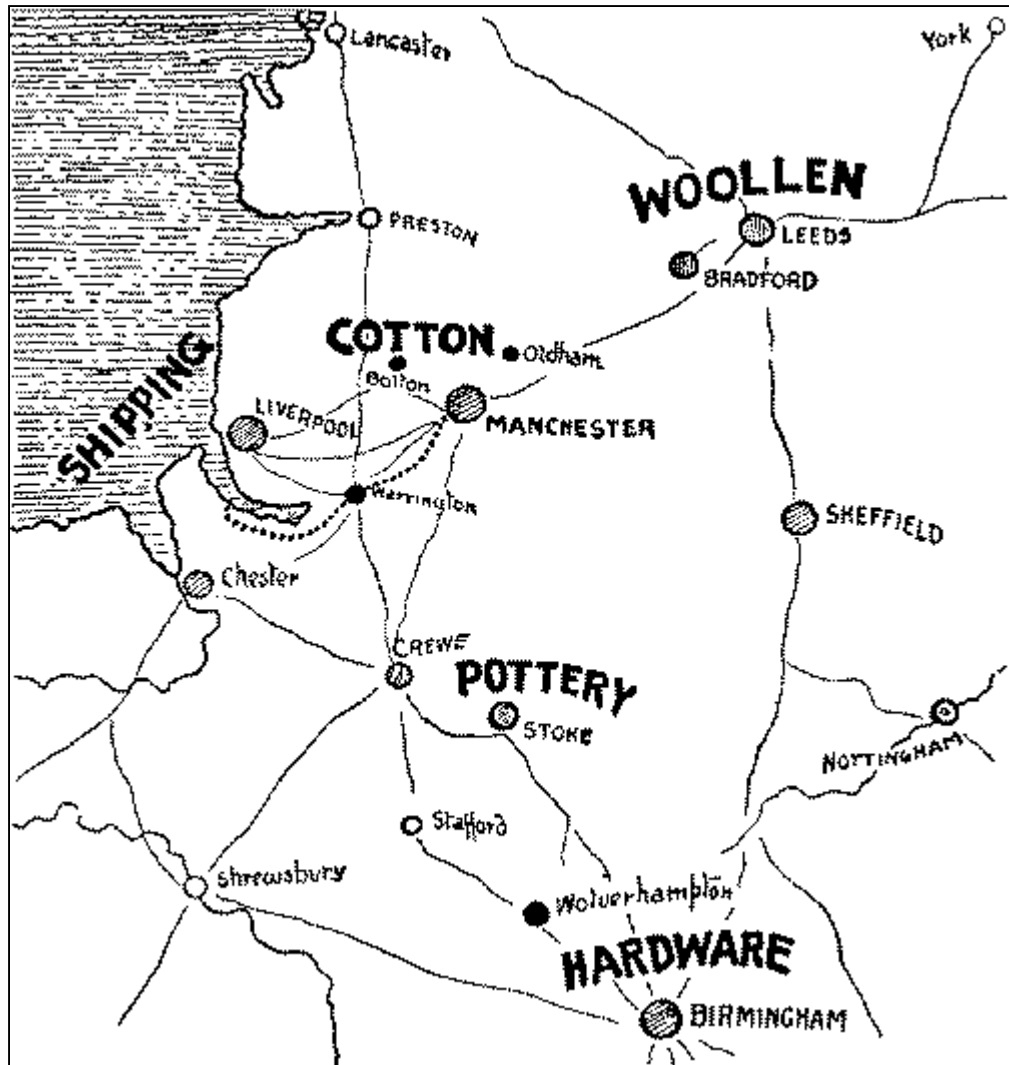 Lancaster
York
WOOLLEN
PRESTON
LEEDS
BRADFORD
COTTON
Oldham
Bolton
SHIPPING
LIVERPOOL
MANCHESTER
Warrington
SHEFFIELD
Chester
CREWE
POTTERY
STOKE
NOTTINGHAM
Stafford
Shrewsbury
Wolverhampton
HARDWARE
BIRMINGHAM